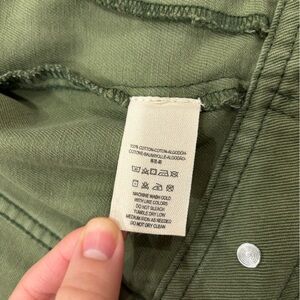 100% COTTON-COTON-ALGODÓN-
COTONE-BAUMWOLLE-ALGODÃO-
MACHINE WASH COLD
WITH LIKE COLORS
DO NOT BLEACH
TUMBLE DRY LOW
MEDIUM IRON AS NEEDED
DO NOT DRY CLEAN